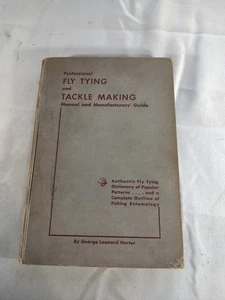 Professional
FLY TYING
and
TACKLE MAKING
Manual and Manufacturers' Guide
Authentic Fly Tying
Dictionary of Popular
Patterns .... and a
Complete Outline of
Fishing Entomology
By George Leonard Herter